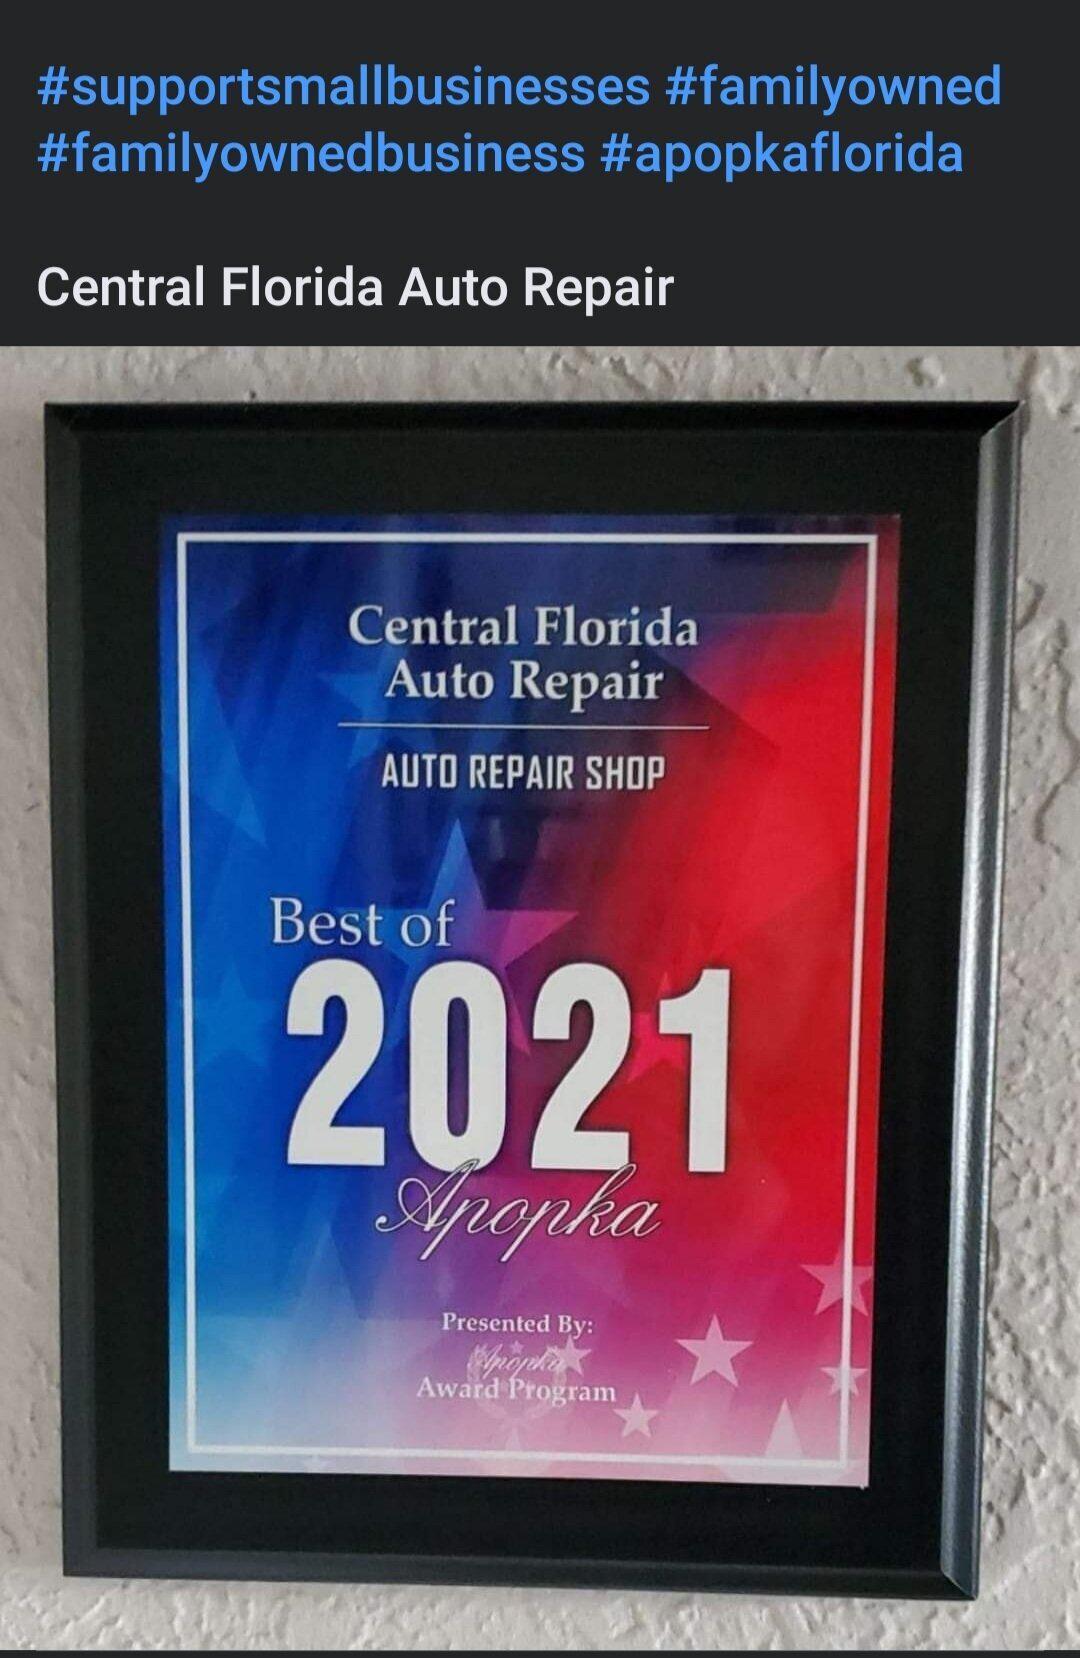 #supportsmallbusinesses #familyowned
#familyownedbusiness #apopkaflorida
Central Florida Auto Repair
Central Florida
Auto Repair
AUTO REPAIR SHOP
Best of
2021
Apopka
Presented By:
Apopka
Award Program